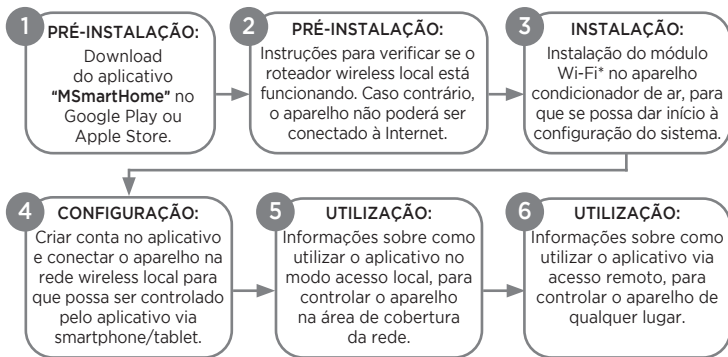 1
PRÉ-INSTALAÇÃO:
Download
do aplicativo
"MSmartHome" no
Google Play ou
Apple Store.
2
PRÉ-INSTALAÇÃO:
Instruções para verificar se o
roteador wireless local está
funcionando. Caso contrário,
o aparelho não poderá ser
conectado à Internet.
3
INSTALAÇÃO:
Instalação do módulo
Wi-Fi* no aparelho
condicionador de ar, para
que se possa dar início à
configuração do sistema.
4
CONFIGURAÇÃO:
Criar conta no aplicativo
e conectar o aparelho na
rede wireless local para
que possa ser controlado
pelo aplicativo via
smartphone/tablet.
5
UTILIZAÇÃO:
Informações sobre como
utilizar o aplicativo no
modo acesso local, para
controlar o aparelho
na área de cobertura
da rede.
6
UTILIZAÇÃO:
Informações sobre como
utilizar o aplicativo via
acesso remoto, para
controlar o aparelho de
qualquer lugar.